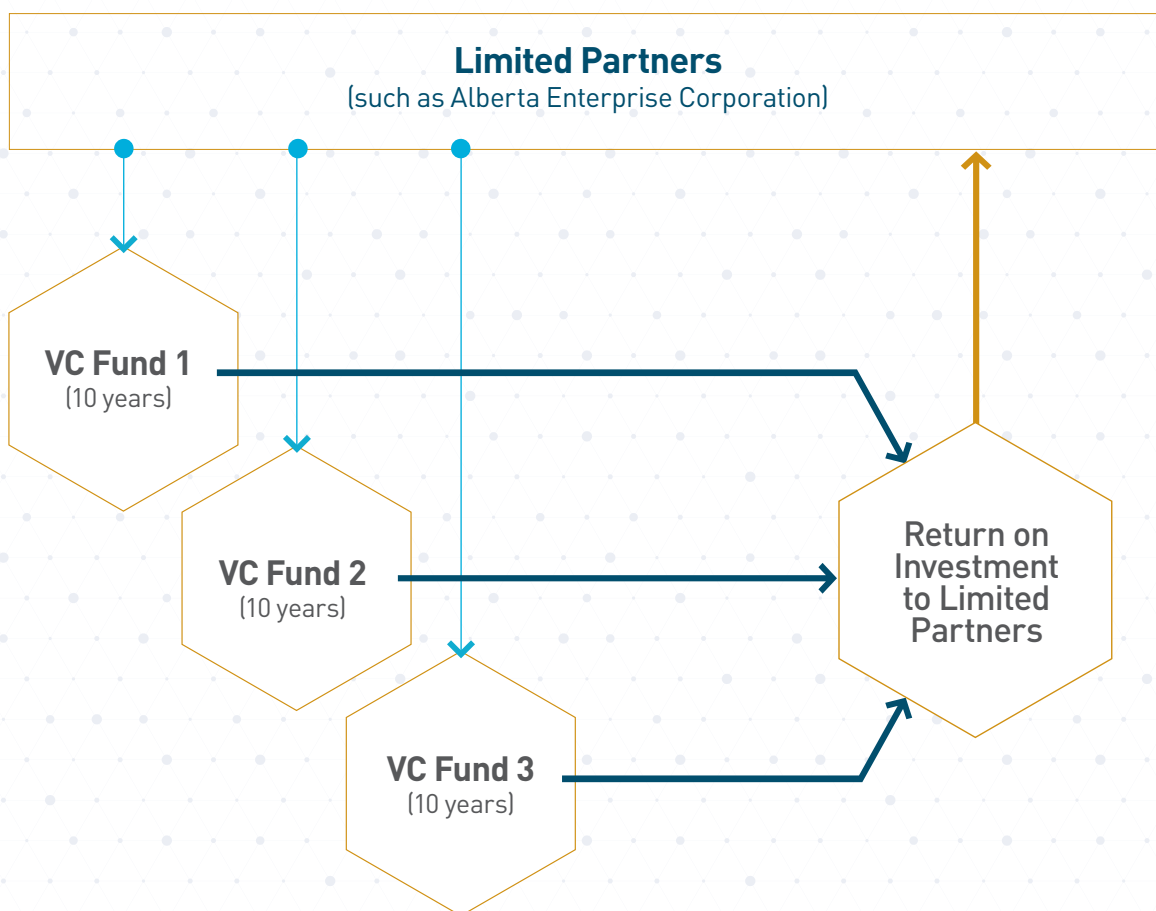 Limited Partners
(such as Alberta Enterprise Corporation)
VC Fund 1
(10 years)
VC Fund 2
(10 years)
VC Fund 3
(10 years)
Return on
Investment
to Limited
Partners